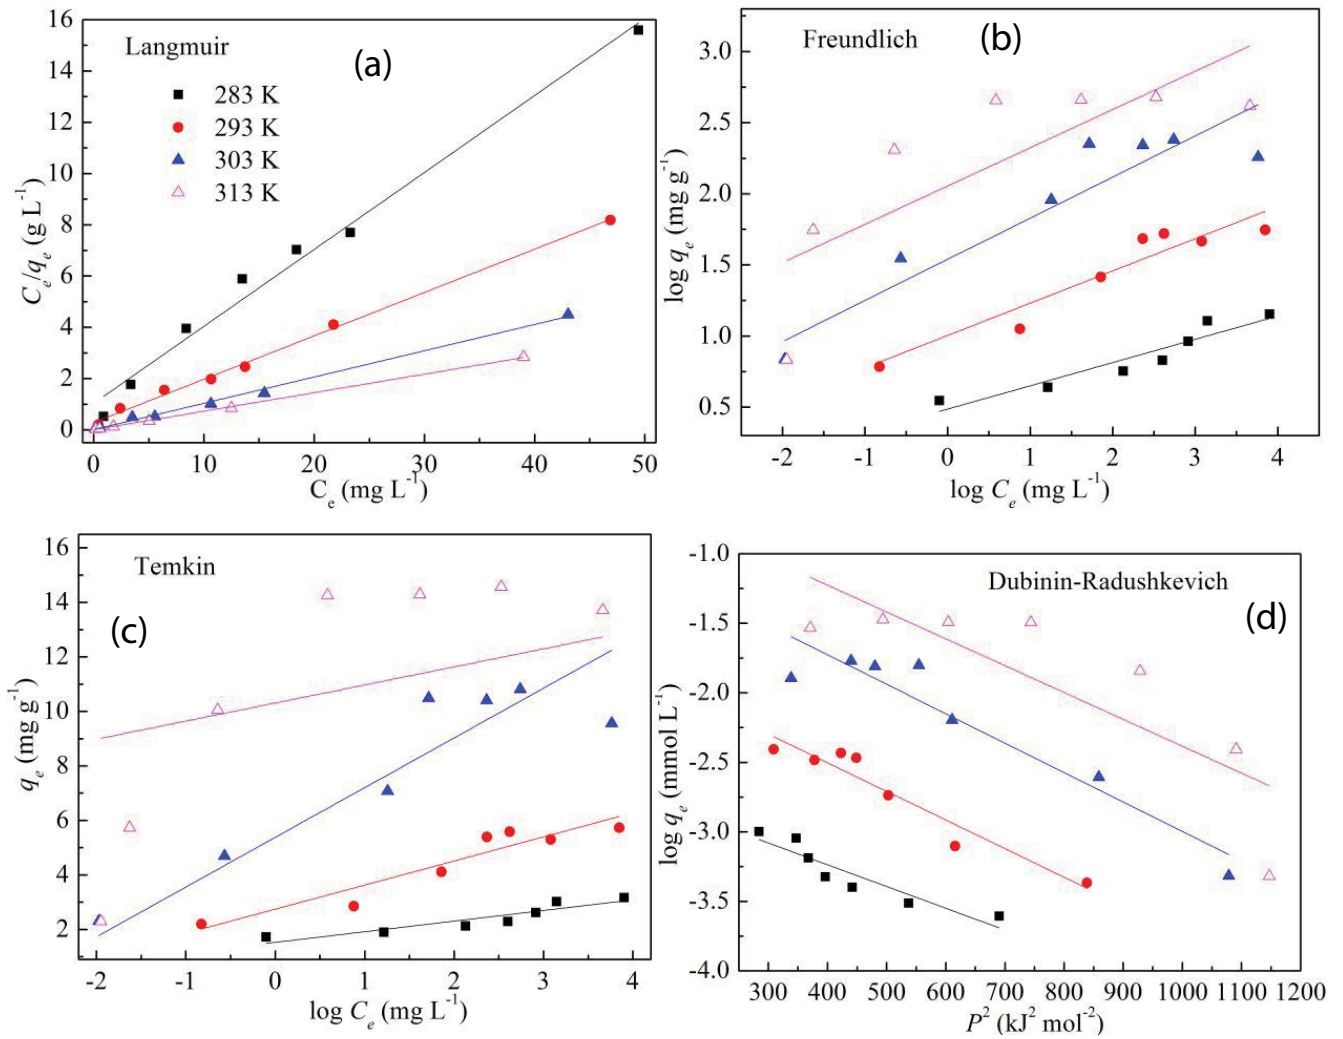 Langmuir
(a)
283 K
293 K
303 K
313 K
16
14
12
10
8
6
4
2
0
C_e/q_e (g L⁻¹)
0 10 20 30 40 50
C_e (mg L⁻¹)
Freundlich
(b)
3.0
2.5
2.0
1.5
1.0
0.5
log q_e (mg g⁻¹)
-2 -1 0 1 2 3 4
log C_e (mg L⁻¹)
Temkin
(c)
16
14
12
10
8
6
4
2
q_e (mg g⁻¹)
-2 -1 0 1 2 3 4
log C_e (mg L⁻¹)
Dubinin-Radushkevich
(d)
-1.0
-1.5
-2.0
-2.5
-3.0
-3.5
-4.0
log q_e (mmol L⁻¹)
300 400 500 600 700 800 900 1000 1100 1200
P² (kJ² mol⁻²)